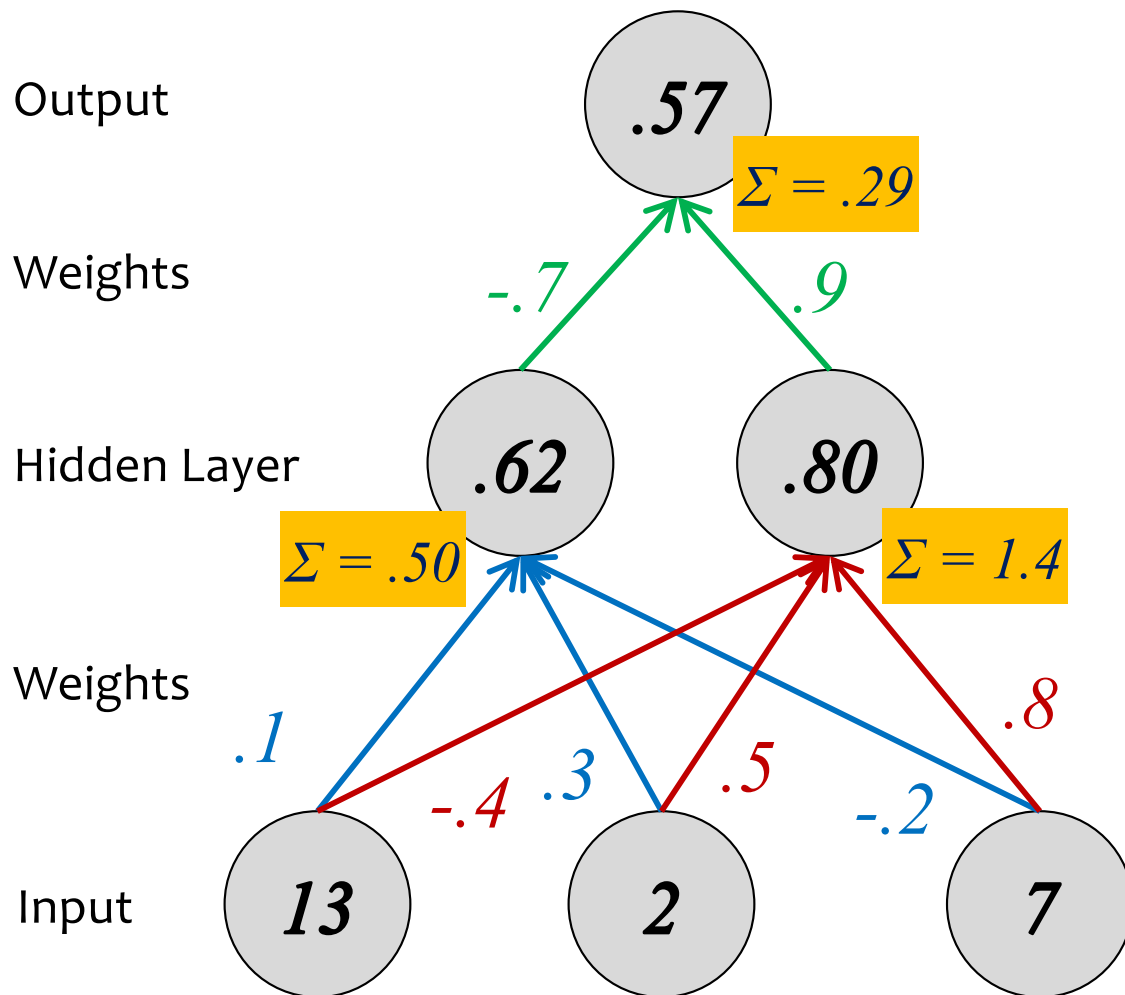 Output
.57
Σ = .29
Weights
-.7
.9
Hidden Layer
.62
.80
Σ = .50
Σ = 1.4
Weights
.1
-.4
.3
.5
-.2
.8
Input
13
2
7